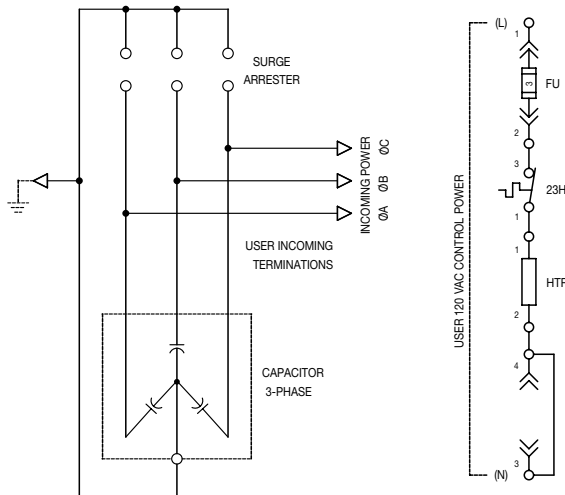 SURGE
ARRESTER
INCOMING POWER
ØC
ØB
ØA
USER INCOMING
TERMINATIONS
CAPACITOR
3-PHASE
USER 120 VAC CONTROL POWER
(L)
1
3
FU
2
3
23H
1
1
HTR
2
4
3
(N)